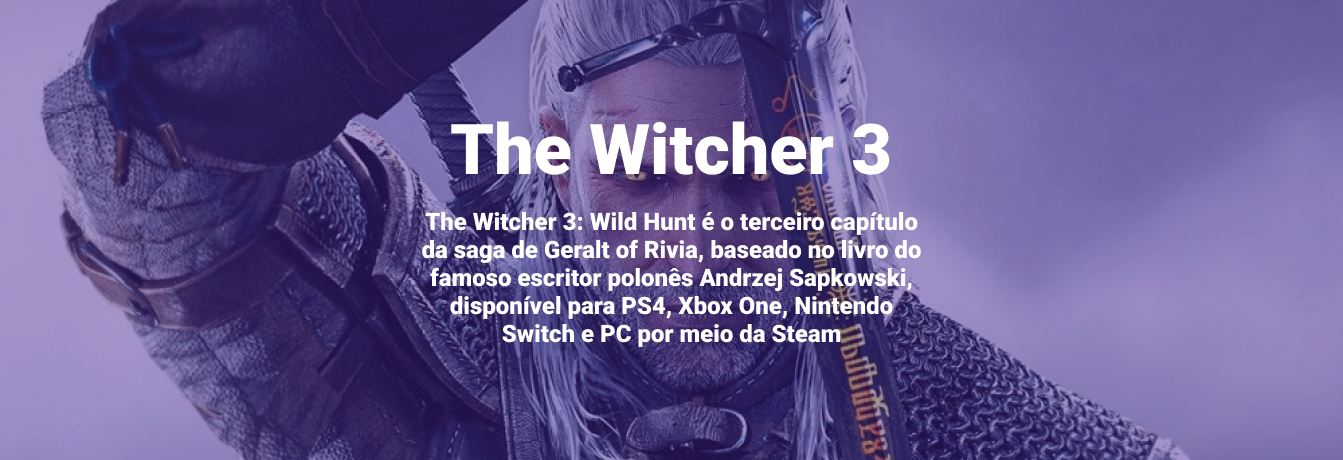 The Witcher 3
The Witcher 3: Wild Hunt é o terceiro capítulo
da saga de Geralt of Rivia, baseado no livro do
famoso escritor polonês Andrzej Sapkowski,
disponível para PS4, Xbox One, Nintendo
Switch e PC por meio da Steam